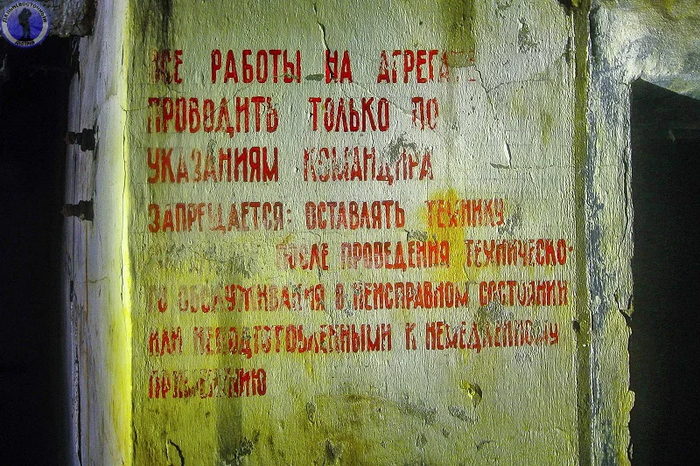 ВСЕ РАБОТЫ НА АГРЕГАТЕ
ПРОВОДИТЬ ТОЛЬКО ПО
УКАЗАНИЯМ КОМАНДИРА
ЗАПРЕЩАЕТСЯ: ОСТАВЛЯТЬ ТЕХНИКУ
ПОСЛЕ ПРОВЕДЕНИЯ ТЕХНИЧЕСКО-
ГО ОБСЛУЖИВАНИЯ В НЕИСПРАВНОМ СОСТОЯНИИ
ИЛИ НЕПОДГОТОВЛЕННЫМИ К НЕМЕДЛЕННОМУ
ПРИМЕНЕНИЮ